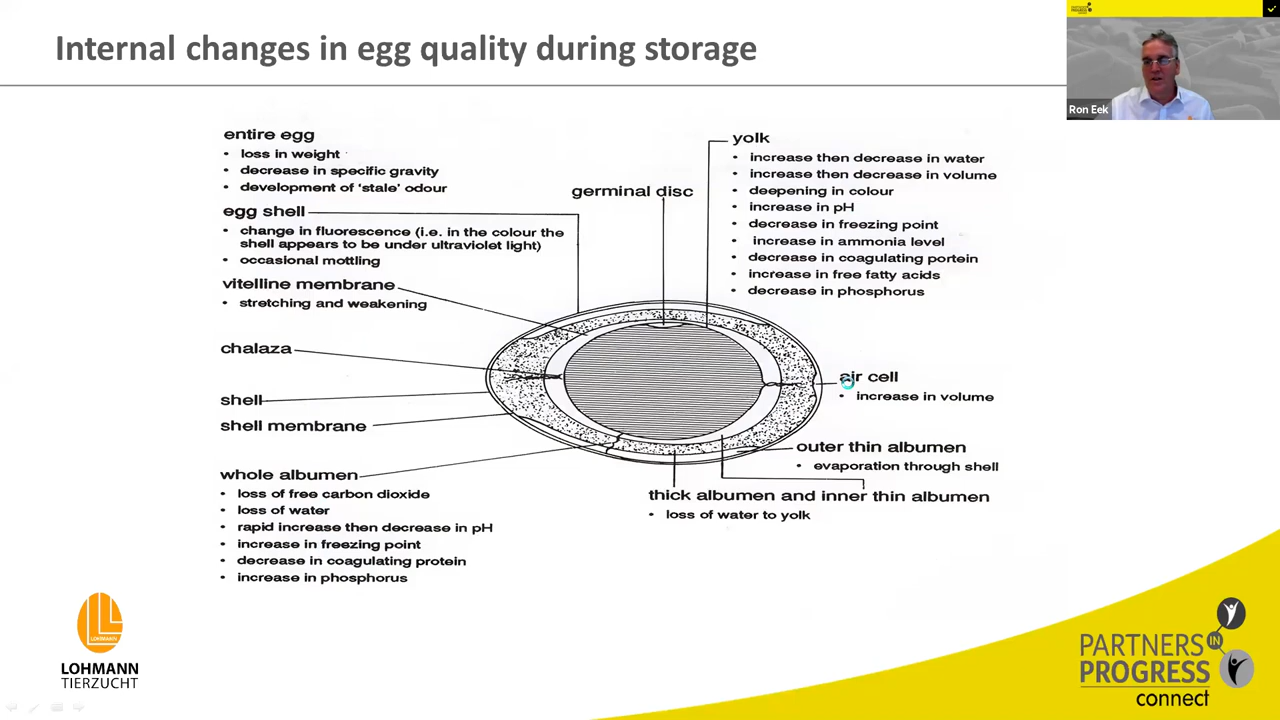 Internal changes in egg quality during storage
PARTNERS
IN
PROGRESS
connect
Ron Eek
entire egg
• loss in weight
• decrease in specific gravity
• development of ‘stale’ odour
egg shell
• change in fluorescence (i.e. in the colour the
shell appears to be under ultraviolet light)
• occasional mottling
vitelline membrane
• stretching and weakening
chalaza
shell
shell membrane
whole albumen
• loss of free carbon dioxide
• loss of water
• rapid increase then decrease in pH
• increase in freezing point
• decrease in coagulating protein
• increase in phosphorus
germinal disc
yolk
• increase then decrease in water
• increase then decrease in volume
• deepening in colour
• increase in pH
• decrease in freezing point
• increase in ammonia level
• decrease in coagulating portein
• increase in free fatty acids
• decrease in phosphorus
air cell
• increase in volume
outer thin albumen
• evaporation through shell
thick albumen and inner thin albumen
• loss of water to yolk
LOHMANN
LOHMANN
TIERZUCHT
PARTNERS IN
PROGRESS
connect